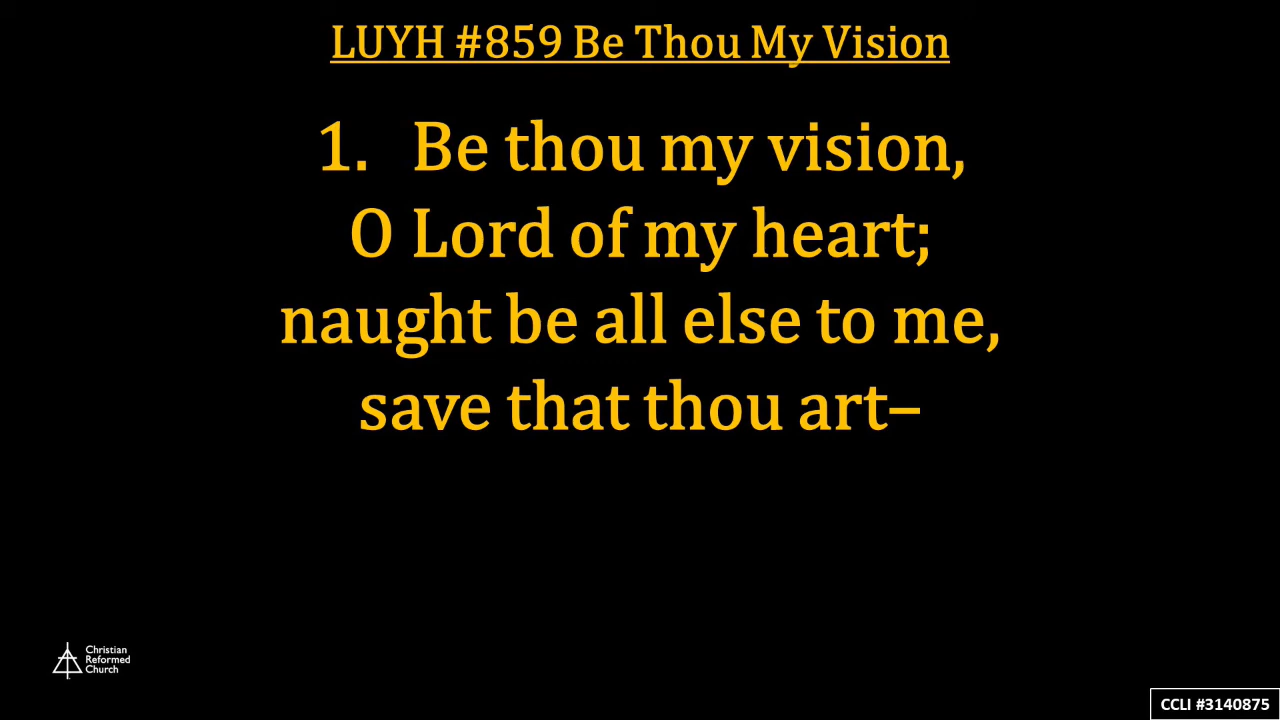 LUYH #859 Be Thou My Vision
1. Be thou my vision,
O Lord of my heart;
naught be all else to me,
save that thou art–
Christian
Reformed
Church
CCLI #3140875